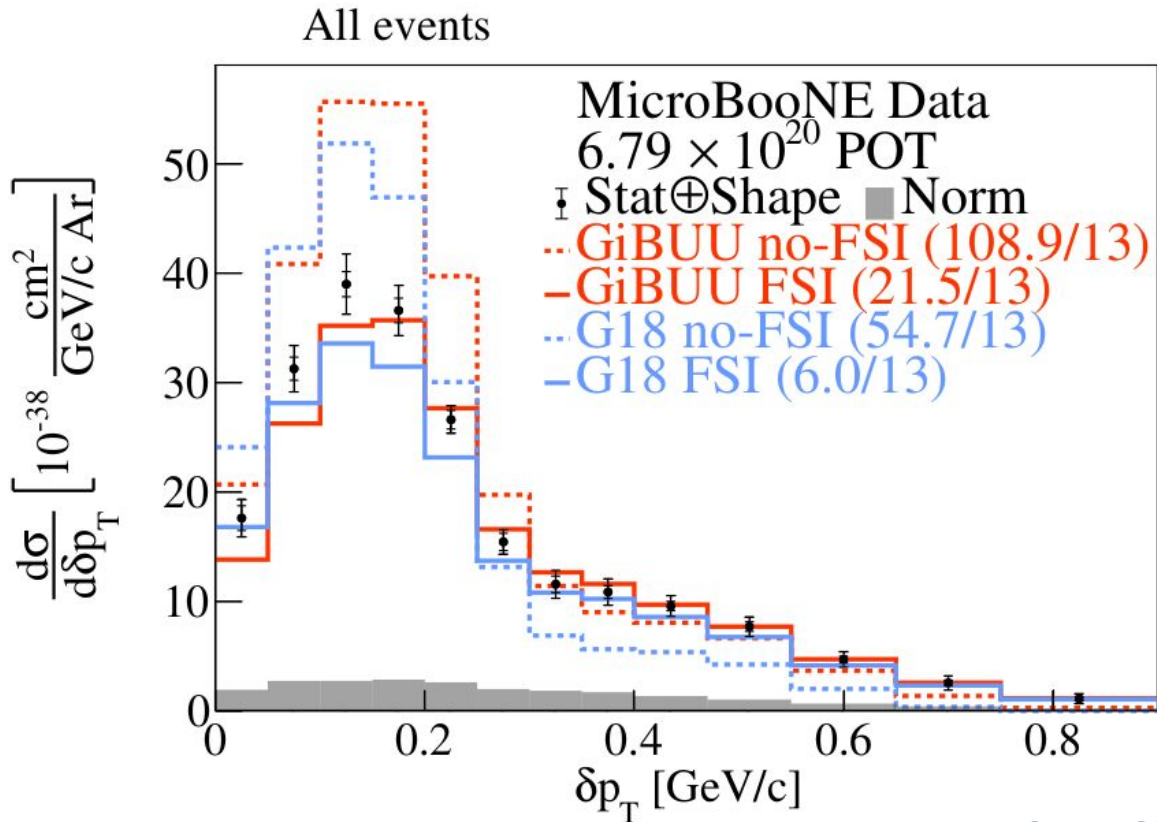 All events
MicroBooNE Data
6.79 × 10²⁰ POT
Stat⊕Shape Norm
GiBUU no-FSI (108.9/13)
GiBUU FSI (21.5/13)
G18 no-FSI (54.7/13)
G18 FSI (6.0/13)
dσ/dδp_T [10⁻³⁸ cm²/(GeV/c Ar)]
50
40
30
20
10
0
0 0.2 0.4 0.6 0.8
δp_T [GeV/c]